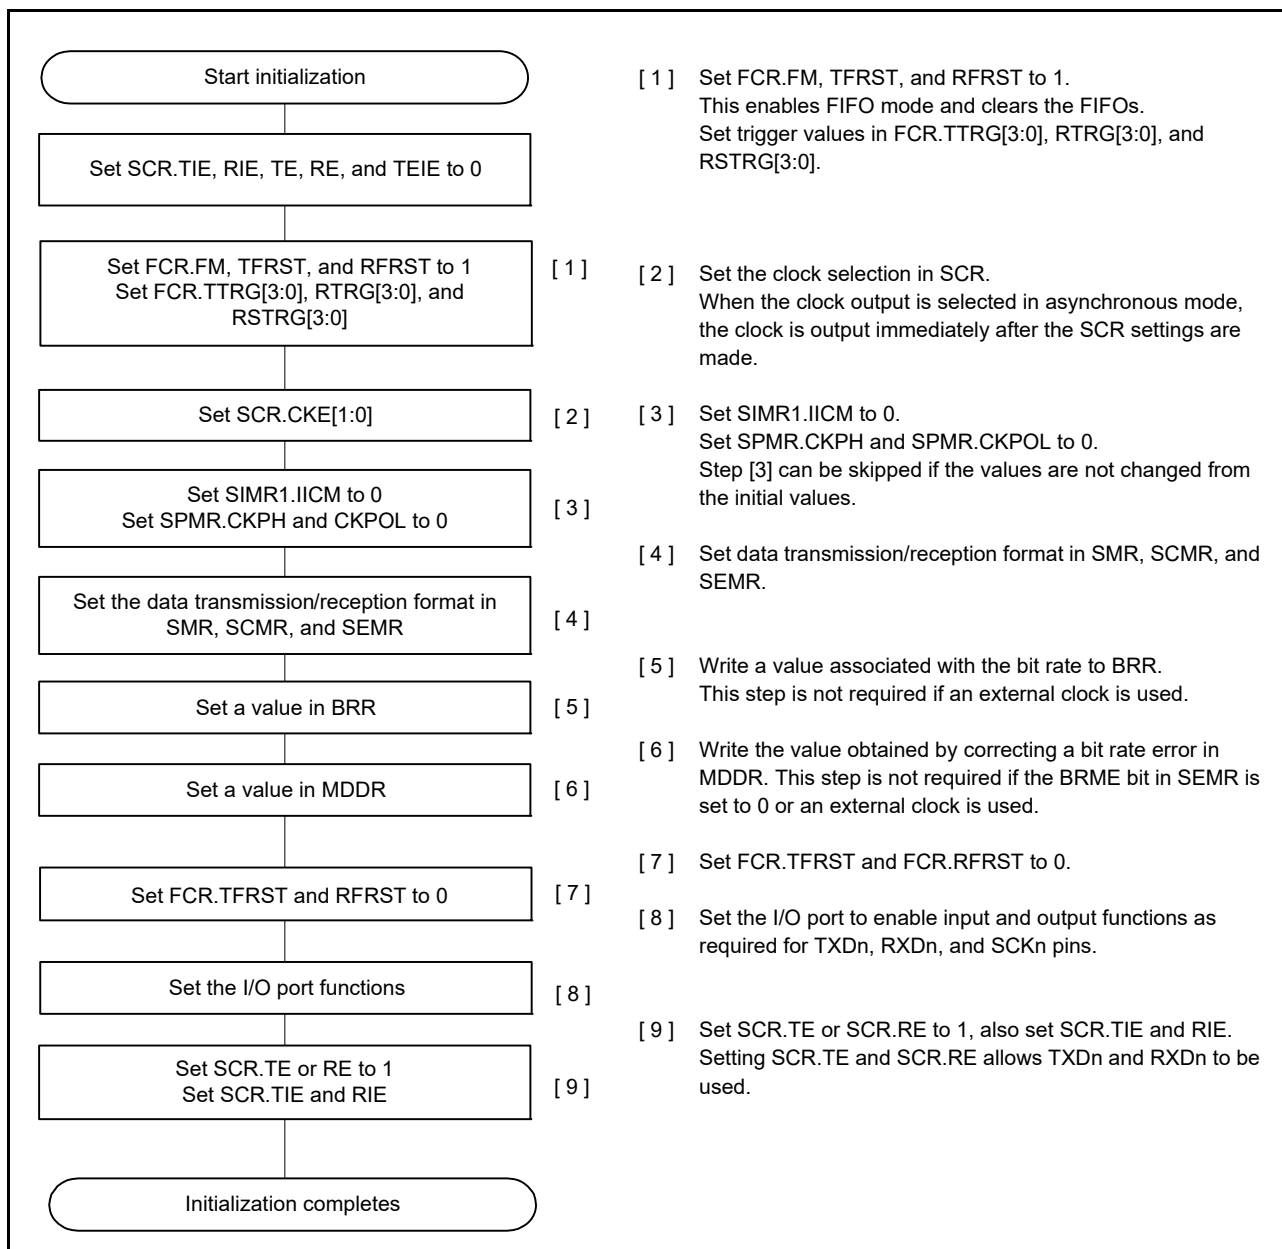 Start initialization
Set SCR.TIE, RIE, TE, RE, and TEIE to 0
Set FCR.FM, TFRST, and RFRST to 1
Set FCR.TTRG[3:0], RTRG[3:0], and
RSTRG[3:0]
[ 1 ]
Set SCR.CKE[1:0]
[ 2 ]
Set SIMR1.IICM to 0
Set SPMR.CKPH and CKPOL to 0
[ 3 ]
Set the data transmission/reception format in
SMR, SCMR, and SEMR
[ 4 ]
Set a value in BRR
[ 5 ]
Set a value in MDDR
[ 6 ]
Set FCR.TFRST and RFRST to 0
[ 7 ]
Set the I/O port functions
[ 8 ]
Set SCR.TE or RE to 1
Set SCR.TIE and RIE
[ 9 ]
Initialization completes
[ 1 ] Set FCR.FM, TFRST, and RFRST to 1.
This enables FIFO mode and clears the FIFOs.
Set trigger values in FCR.TTRG[3:0], RTRG[3:0], and
RSTRG[3:0].
[ 2 ] Set the clock selection in SCR.
When the clock output is selected in asynchronous mode,
the clock is output immediately after the SCR settings are
made.
[ 3 ] Set SIMR1.IICM to 0.
Set SPMR.CKPH and SPMR.CKPOL to 0.
Step [3] can be skipped if the values are not changed from
the initial values.
[ 4 ] Set data transmission/reception format in SMR, SCMR, and
SEMR.
[ 5 ] Write a value associated with the bit rate to BRR.
This step is not required if an external clock is used.
[ 6 ] Write the value obtained by correcting a bit rate error in
MDDR. This step is not required if the BRME bit in SEMR is
set to 0 or an external clock is used.
[ 7 ] Set FCR.TFRST and FCR.RFRST to 0.
[ 8 ] Set the I/O port to enable input and output functions as
required for TXDn, RXDn, and SCKn pins.
[ 9 ] Set SCR.TE or SCR.RE to 1, also set SCR.TIE and RIE.
Setting SCR.TE and SCR.RE allows TXDn and RXDn to be
used.